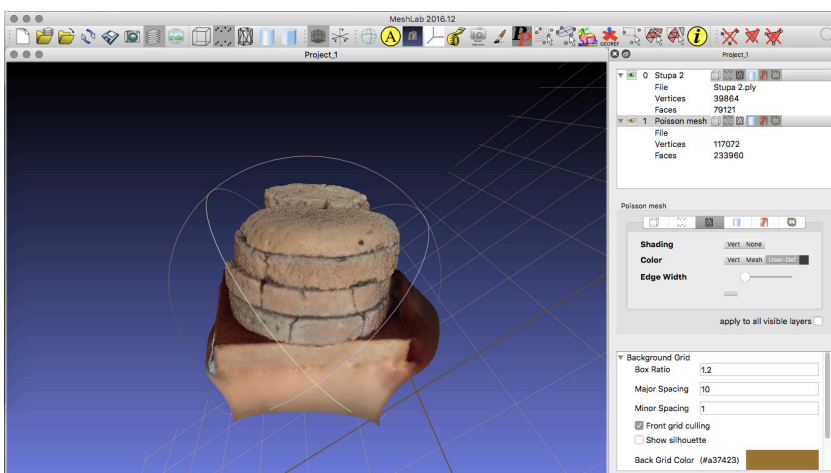 MeshLab 2016.12
A
Pp
GEOREF
i
Project_1
Project_1
0 Stupa 2
File Stupa 2.ply
Vertices 39864
Faces 79121
1 Poisson mesh
File
Vertices 117072
Faces 233960
Poisson mesh
Shading Vert None
Color Vert Mesh User-Def
Edge Width
apply to all visible layers
Background Grid
Box Ratio 1.2
Major Spacing 10
Minor Spacing 1
Front grid culling
Show silhouette
Back Grid Color (#a37423)